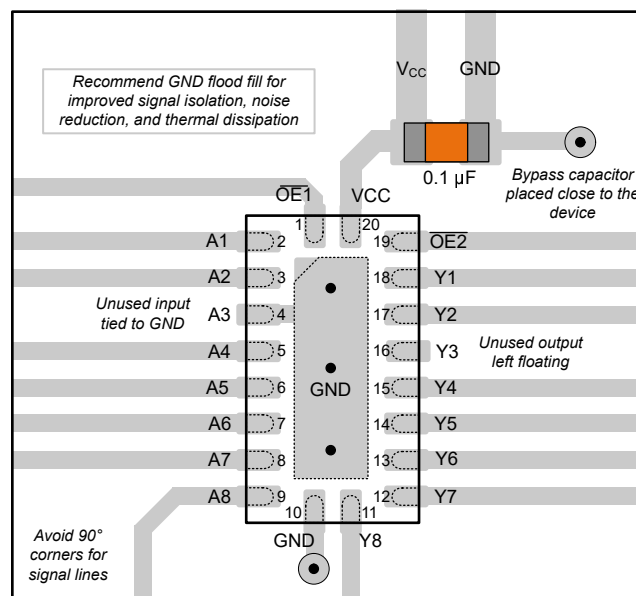 Recommend GND flood fill for
improved signal isolation, noise
reduction, and thermal dissipation
VCC GND
0.1 µF
Bypass capacitor
placed close to the
device
OE1 VCC
1 20
A1 2 19 OE2
A2 3 18 Y1
Unused input
tied to GND
A3 4 17 Y2
A4 5 16 Y3
Unused output
left floating
A5 6 GND 15 Y4
A6 7 14 Y5
A7 8 13 Y6
A8 9 12 Y7
10 11
GND Y8
Avoid 90°
corners for
signal lines